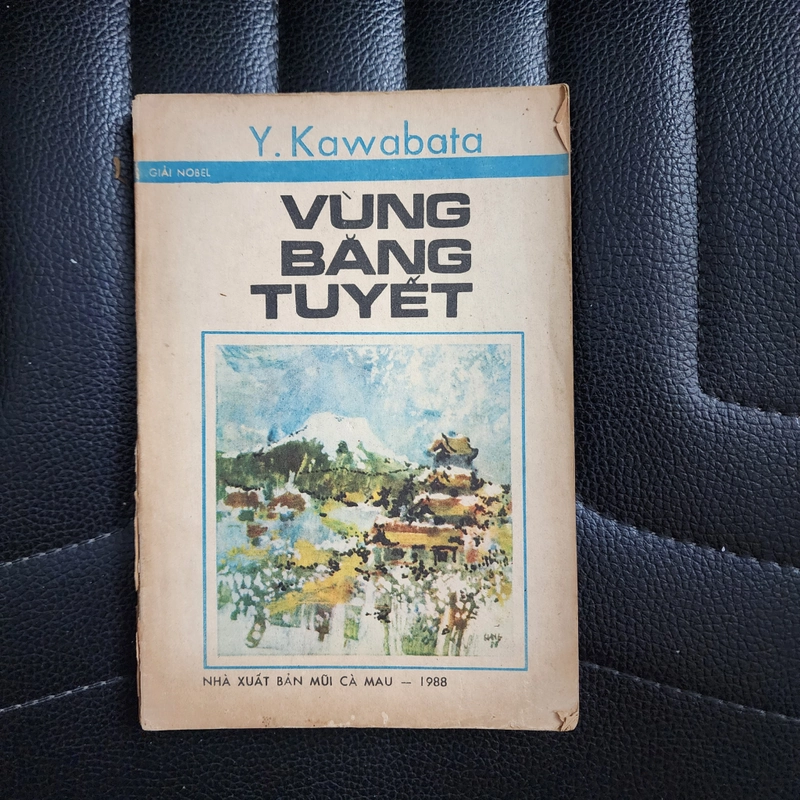 Y. Kawabata
GIẢI NOBEL
VÙNG
BĂNG
TUYẾT
NHÀ XUẤT BẢN MŨI CÀ MAU — 1988